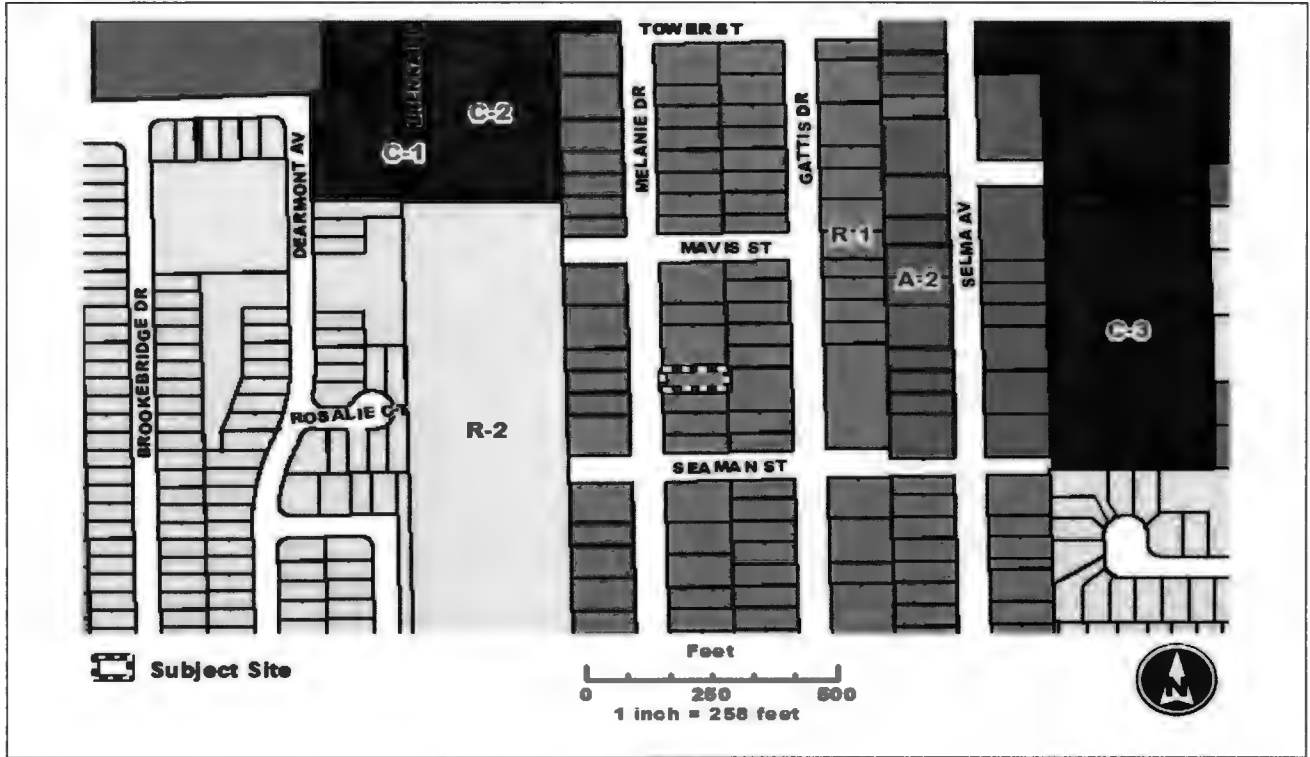 TOWER ST
C-2
C-1
MELANIE DR
GATTIS DR
DEARMONT AV
R-1
SELMA AV
MAVIS ST
A-2
BROOKEBRIDGE DR
C-3
ROSALIE CT
R-2
SEAMAN ST
Subject Site
Feet
0 250 500
1 inch = 258 feet
N